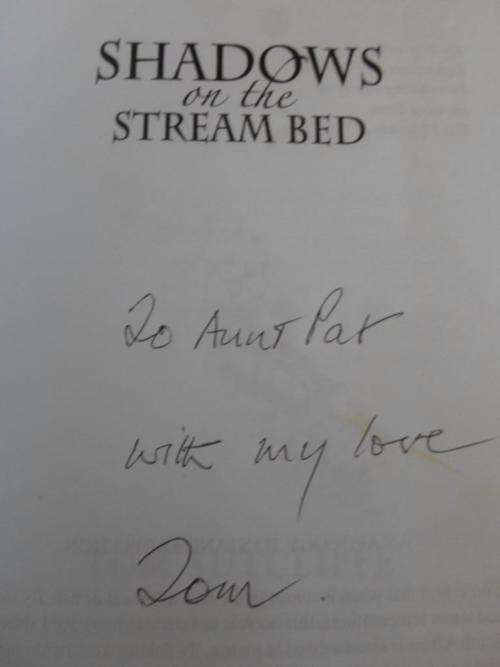 SHADOWS
on the
STREAM BED
To Aunt Pat
with my love
Tom.